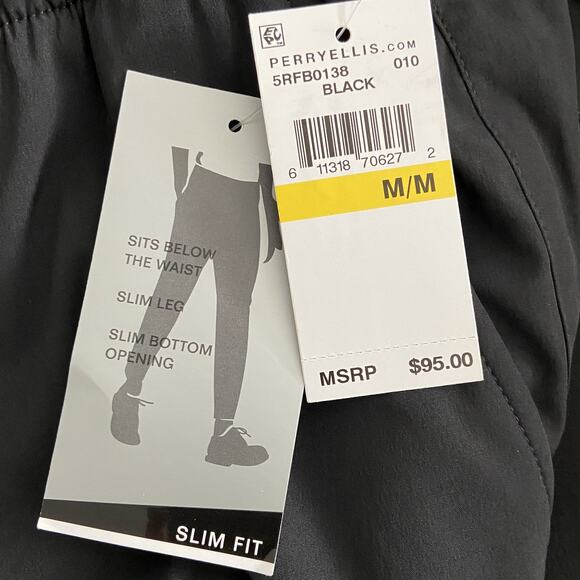 PERRYELLIS.COM
5RFB0138 010
BLACK
6 11318 70627 2
M/M
MSRP $95.00
SITS BELOW
THE WAIST
SLIM LEG
SLIM BOTTOM
OPENING
SLIM FIT